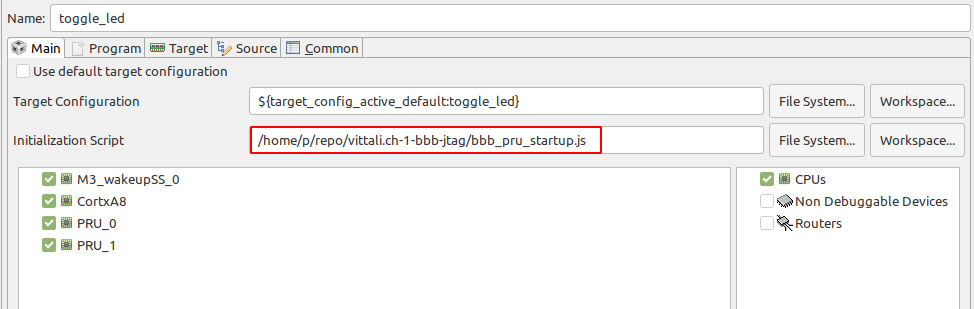 Name: toggle_led
Main Program Target Source Common
Use default target configuration
Target Configuration ${target_config_active_default:toggle_led} File System... Workspace...
Initialization Script /home/p/repo/vittali.ch-1-bbb-jtag/bbb_pru_startup.js File System... Workspace...
M3_wakeupSS_0 CPUs
CortxA8 Non Debuggable Devices
PRU_0 Routers
PRU_1